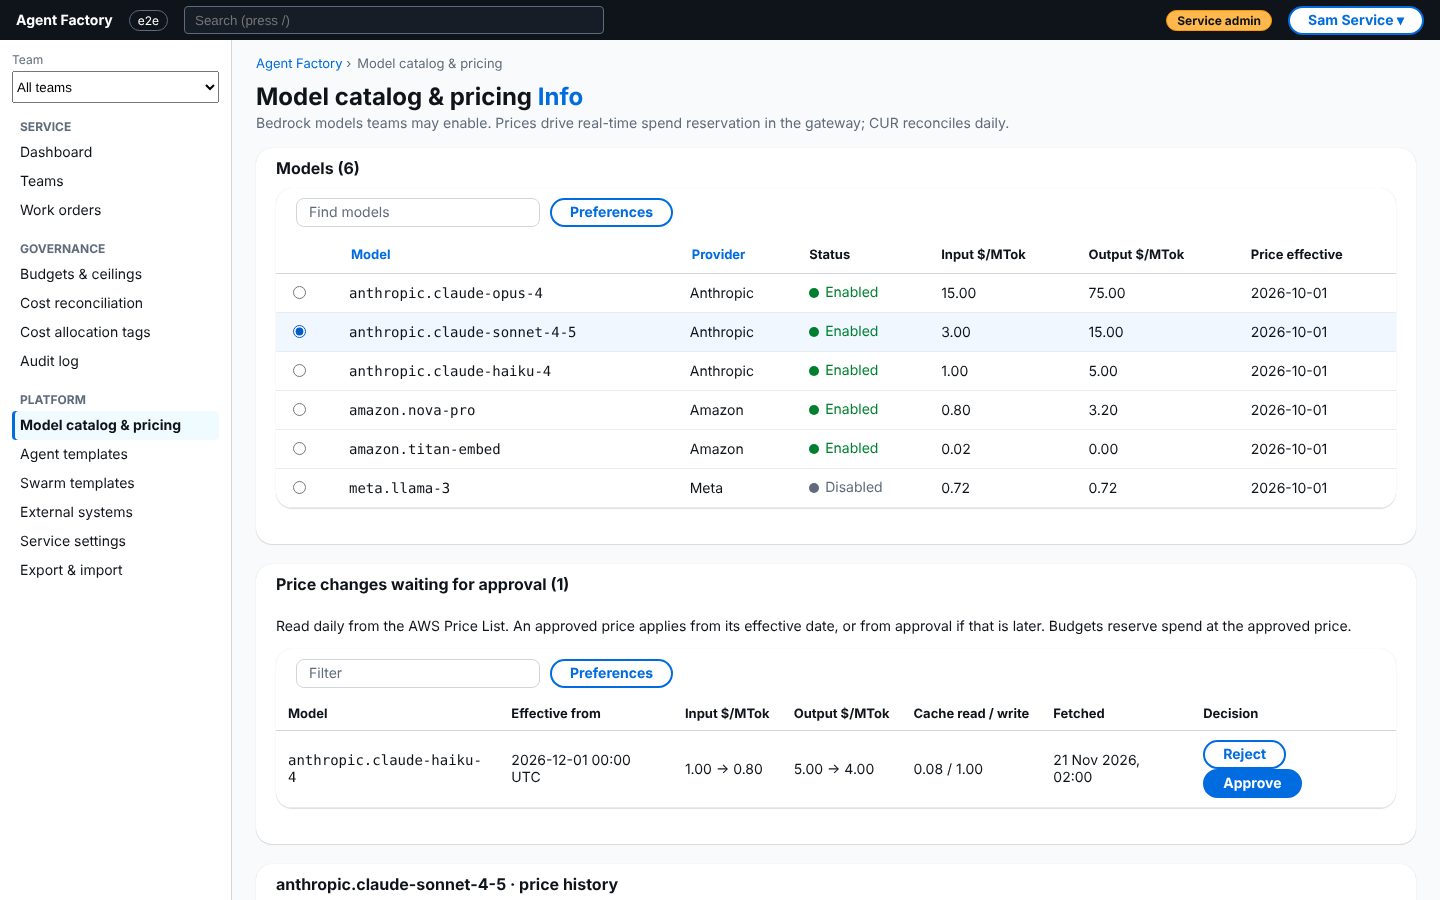 Agent Factory e2e Search (press /) Service admin Sam Service ▾
Team
All teams
SERVICE
Dashboard
Teams
Work orders
GOVERNANCE
Budgets & ceilings
Cost reconciliation
Cost allocation tags
Audit log
PLATFORM
Model catalog & pricing
Agent templates
Swarm templates
External systems
Service settings
Export & import
Agent Factory › Model catalog & pricing
Model catalog & pricing Info
Bedrock models teams may enable. Prices drive real-time spend reservation in the gateway; CUR reconciles daily.
Models (6)
Find models Preferences
Model Provider Status Input $/MTok Output $/MTok Price effective
anthropic.claude-opus-4 Anthropic Enabled 15.00 75.00 2026-10-01
anthropic.claude-sonnet-4-5 Anthropic Enabled 3.00 15.00 2026-10-01
anthropic.claude-haiku-4 Anthropic Enabled 1.00 5.00 2026-10-01
amazon.nova-pro Amazon Enabled 0.80 3.20 2026-10-01
amazon.titan-embed Amazon Enabled 0.02 0.00 2026-10-01
meta.llama-3 Meta Disabled 0.72 0.72 2026-10-01
Price changes waiting for approval (1)
Read daily from the AWS Price List. An approved price applies from its effective date, or from approval if that is later. Budgets reserve spend at the approved price.
Filter Preferences
Model Effective from Input $/MTok Output $/MTok Cache read / write Fetched Decision
anthropic.claude-haiku-4 2026-12-01 00:00 UTC 1.00 → 0.80 5.00 → 4.00 0.08 / 1.00 21 Nov 2026, 02:00 Reject Approve
anthropic.claude-sonnet-4-5 · price history